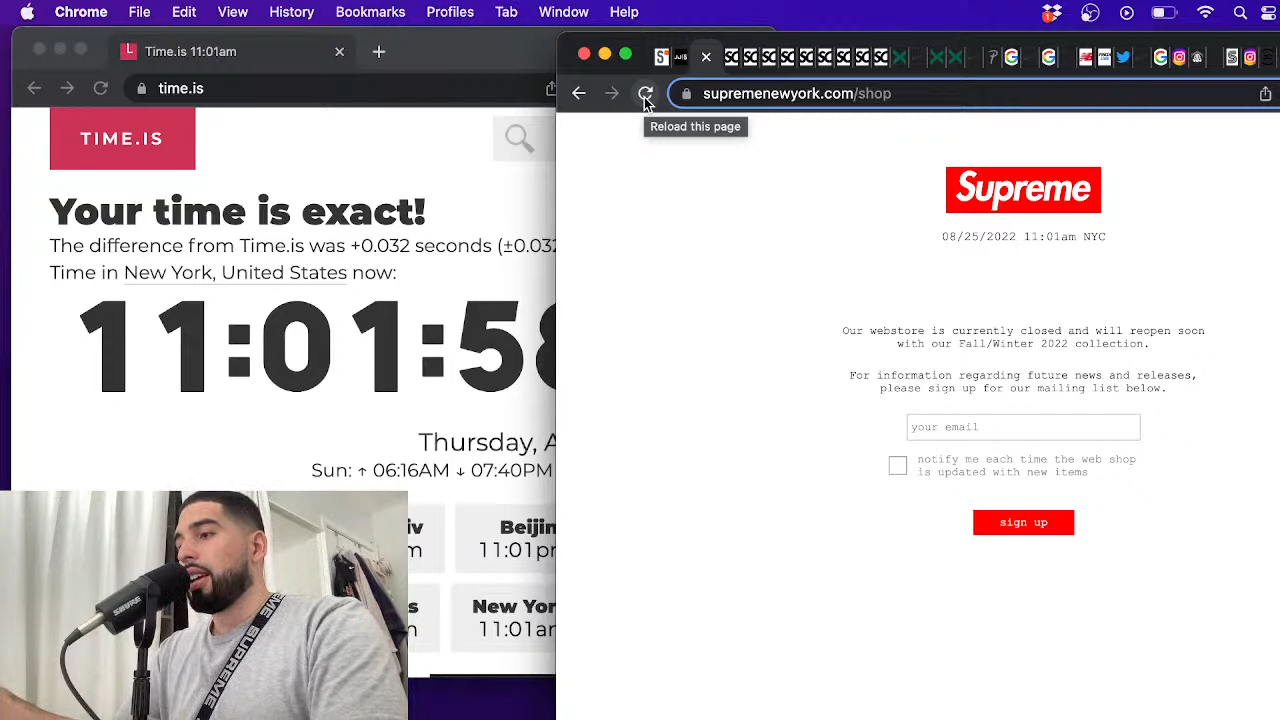 Chrome File Edit View History Bookmarks Profiles Tab Window Help
Time.is 11:01am
time.is
supremenewyork.com/shop
Reload this page
TIME.IS
Your time is exact!
The difference from Time.is was +0.032 seconds (±0.032
Time in New York, United States now:
11:01:58
Thursday, A
Sun: ↑ 06:16AM ↓ 07:40PM
iv
m
Beijin
11:01pm
s
m
New Yor
11:01am
Supreme
08/25/2022 11:01am NYC
Our webstore is currently closed and will reopen soon
with our Fall/Winter 2022 collection.
For information regarding future news and releases,
please sign up for our mailing list below.
your email
notify me each time the web shop
is updated with new items
sign up
SHURE
SUPREME